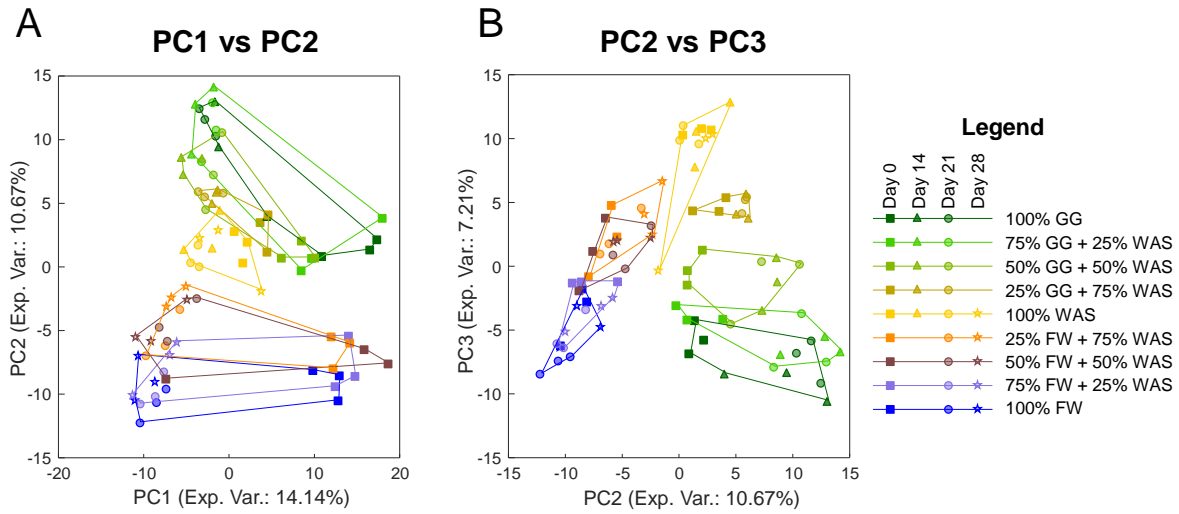 A
PC1 vs PC2
15
10
5
0
-5
-10
-15
-20
-10
0
10
20
PC2 (Exp. Var.: 10.67%)
PC1 (Exp. Var.: 14.14%)
B
PC2 vs PC3
15
10
5
0
-5
-10
-15
-15
-10
-5
0
5
10
15
PC3 (Exp. Var.: 7.21%)
PC2 (Exp. Var.: 10.67%)
Legend
Day 0
Day 14
Day 21
Day 28
100% GG
75% GG + 25% WAS
50% GG + 50% WAS
25% GG + 75% WAS
100% WAS
25% FW + 75% WAS
50% FW + 50% WAS
75% FW + 25% WAS
100% FW